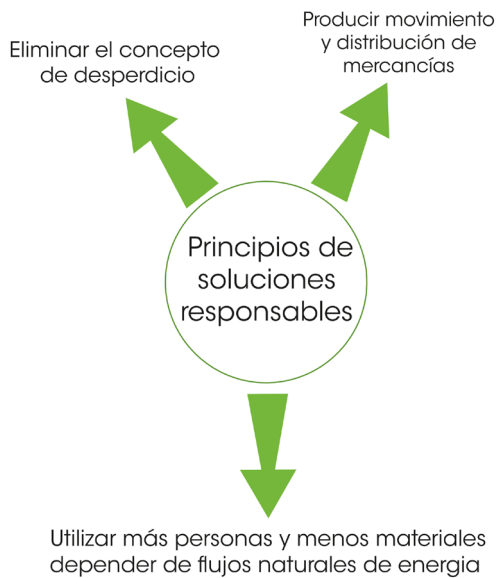 Producir movimiento
y distribución de
mercancías
Eliminar el concepto
de desperdicio
Principios de
soluciones
responsables
Utilizar más personas y menos materiales
depender de flujos naturales de energia